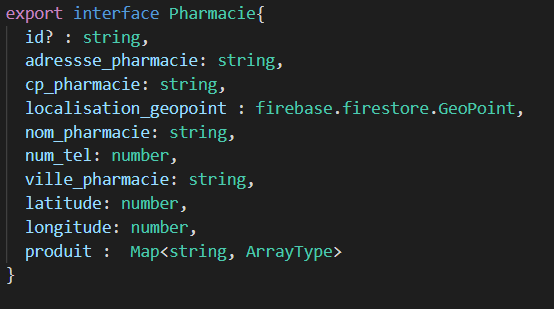 export interface Pharmacie{
id? : string,
adressse_pharmacie: string,
cp_pharmacie: string,
localisation_geopoint : firebase.firestore.GeoPoint,
nom_pharmacie: string,
num_tel: number,
ville_pharmacie: string,
latitude: number,
longitude: number,
produit :  Map<string, ArrayType>
}